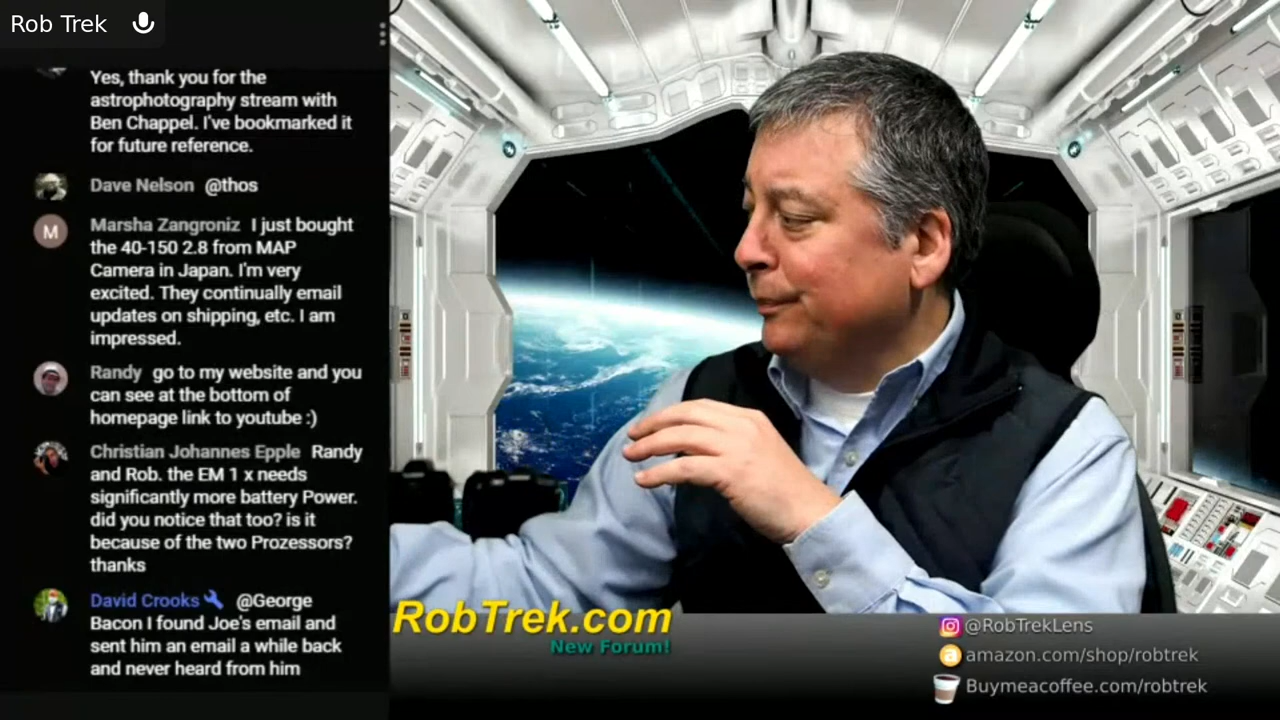 Rob Trek
Yes, thank you for the
astrophotography stream with
Ben Chappel. I've bookmarked it
for future reference.
Dave Nelson @thos
M
Marsha Zangroniz I just bought
the 40-150 2.8 from MAP
Camera in Japan. I'm very
excited. They continually email
updates on shipping, etc. I am
impressed.
Randy go to my website and you
can see at the bottom of
homepage link to youtube :)
Christian Johannes Epple Randy
and Rob. the EM 1 x needs
significantly more battery Power.
did you notice that too? is it
because of the two Prozessors?
thanks
David Crooks @George
Bacon I found Joe's email and
sent him an email a while back
and never heard from him
RobTrek.com
New Forum!
@RobTrekLens
a
amazon.com/shop/robtrek
Buymeacoffee.com/robtrek